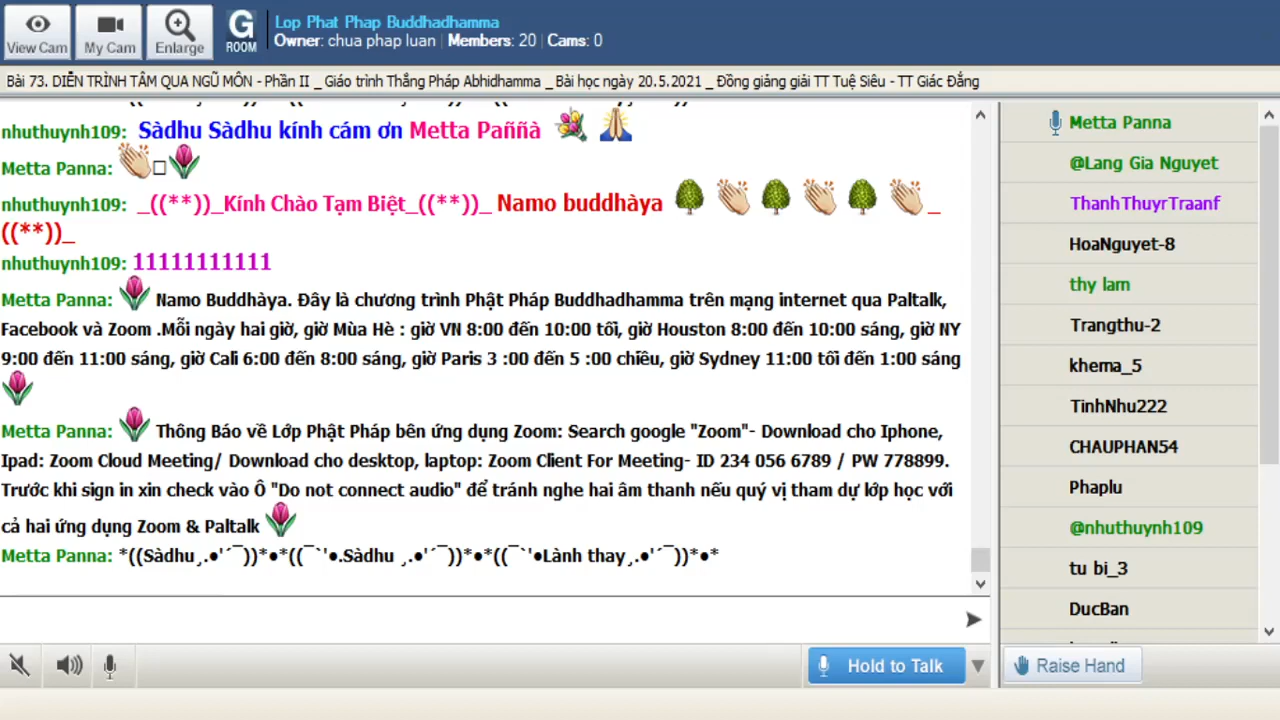 View Cam
My Cam
Enlarge
G
ROOM
Lop Phat Phap Buddhadhamma
Owner: chua phap luan | Members: 20 | Cams: 0
Bài 73. DIỄN TRÌNH TÂM QUA NGŨ MÔN - Phần II _ Giáo trình Thắng Pháp Abhidhamma _ Bài học ngày 20.5.2021 _ Đồng giảng giải TT Tuệ Siêu - TT Giác Đẳng
nhuthuynh109: Sàdhu Sàdhu kính cám ơn Metta Paññà
Metta Panna:
nhuthuynh109: _((**))_Kính Chào Tạm Biệt_((**))_ Namo buddhàya _
((**))_
nhuthuynh109: 11111111111
Metta Panna: Namo Buddhàya. Đây là chương trình Phật Pháp Buddhadhamma trên mạng internet qua Paltalk,
Facebook và Zoom .Mỗi ngày hai giờ, giờ Mùa Hè : giờ VN 8:00 đến 10:00 tối, giờ Houston 8:00 đến 10:00 sáng, giờ NY
9:00 đến 11:00 sáng, giờ Cali 6:00 đến 8:00 sáng, giờ Paris 3 :00 đến 5 :00 chiều, giờ Sydney 11:00 tối đến 1:00 sáng
Metta Panna: Thông Báo về Lớp Phật Pháp bên ứng dụng Zoom: Search google "Zoom"- Download cho Iphone,
Ipad: Zoom Cloud Meeting/ Download cho desktop, laptop: Zoom Client For Meeting- ID 234 056 6789 / PW 778899.
Trước khi sign in xin check vào Ô "Do not connect audio" để tránh nghe hai âm thanh nếu quý vị tham dự lớp học với
cả hai ứng dụng Zoom & Paltalk
Metta Panna: *((Sàdhu¸.●'´¯))*●*((¯`'●.Sàdhu ¸.●'´¯))*●*((¯`'●Lành thay¸.●'´¯))*●*
Hold to Talk
Metta Panna
@Lang Gia Nguyet
ThanhThuyrTraanf
HoaNguyet-8
thy lam
Trangthu-2
khema_5
TinhNhu222
CHAUPHAN54
Phaplu
@nhuthuynh109
tu bi_3
DucBan
Raise Hand